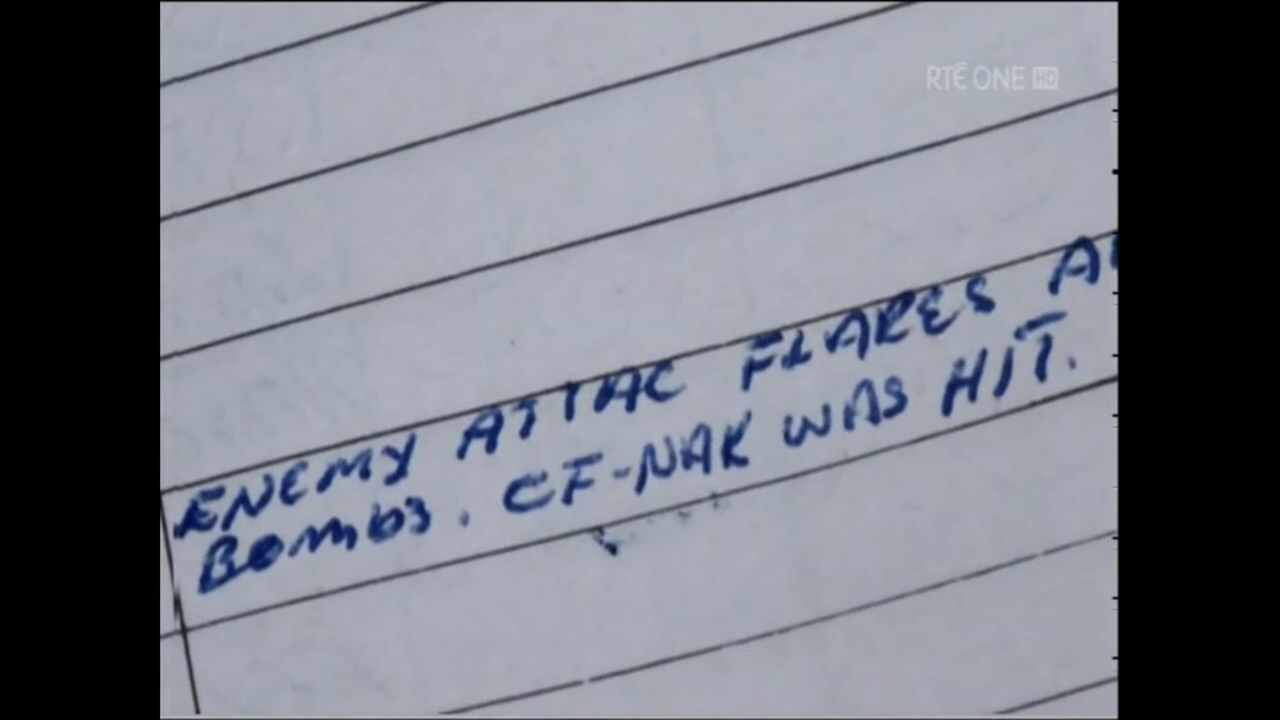 RTÉ ONE HD
ENEMY ATTAC FLARES
BOMBS. CF-NAK WAS HIT.